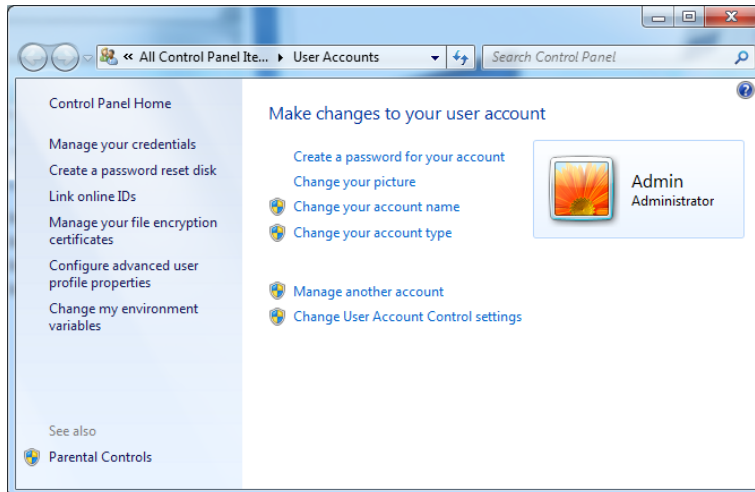 « All Control Panel Ite... ▸ User Accounts
Search Control Panel
Control Panel Home
Manage your credentials
Create a password reset disk
Link online IDs
Manage your file encryption
certificates
Configure advanced user
profile properties
Change my environment
variables
See also
Parental Controls
Make changes to your user account
Create a password for your account
Change your picture
Change your account name
Change your account type
Manage another account
Change User Account Control settings
Admin
Administrator